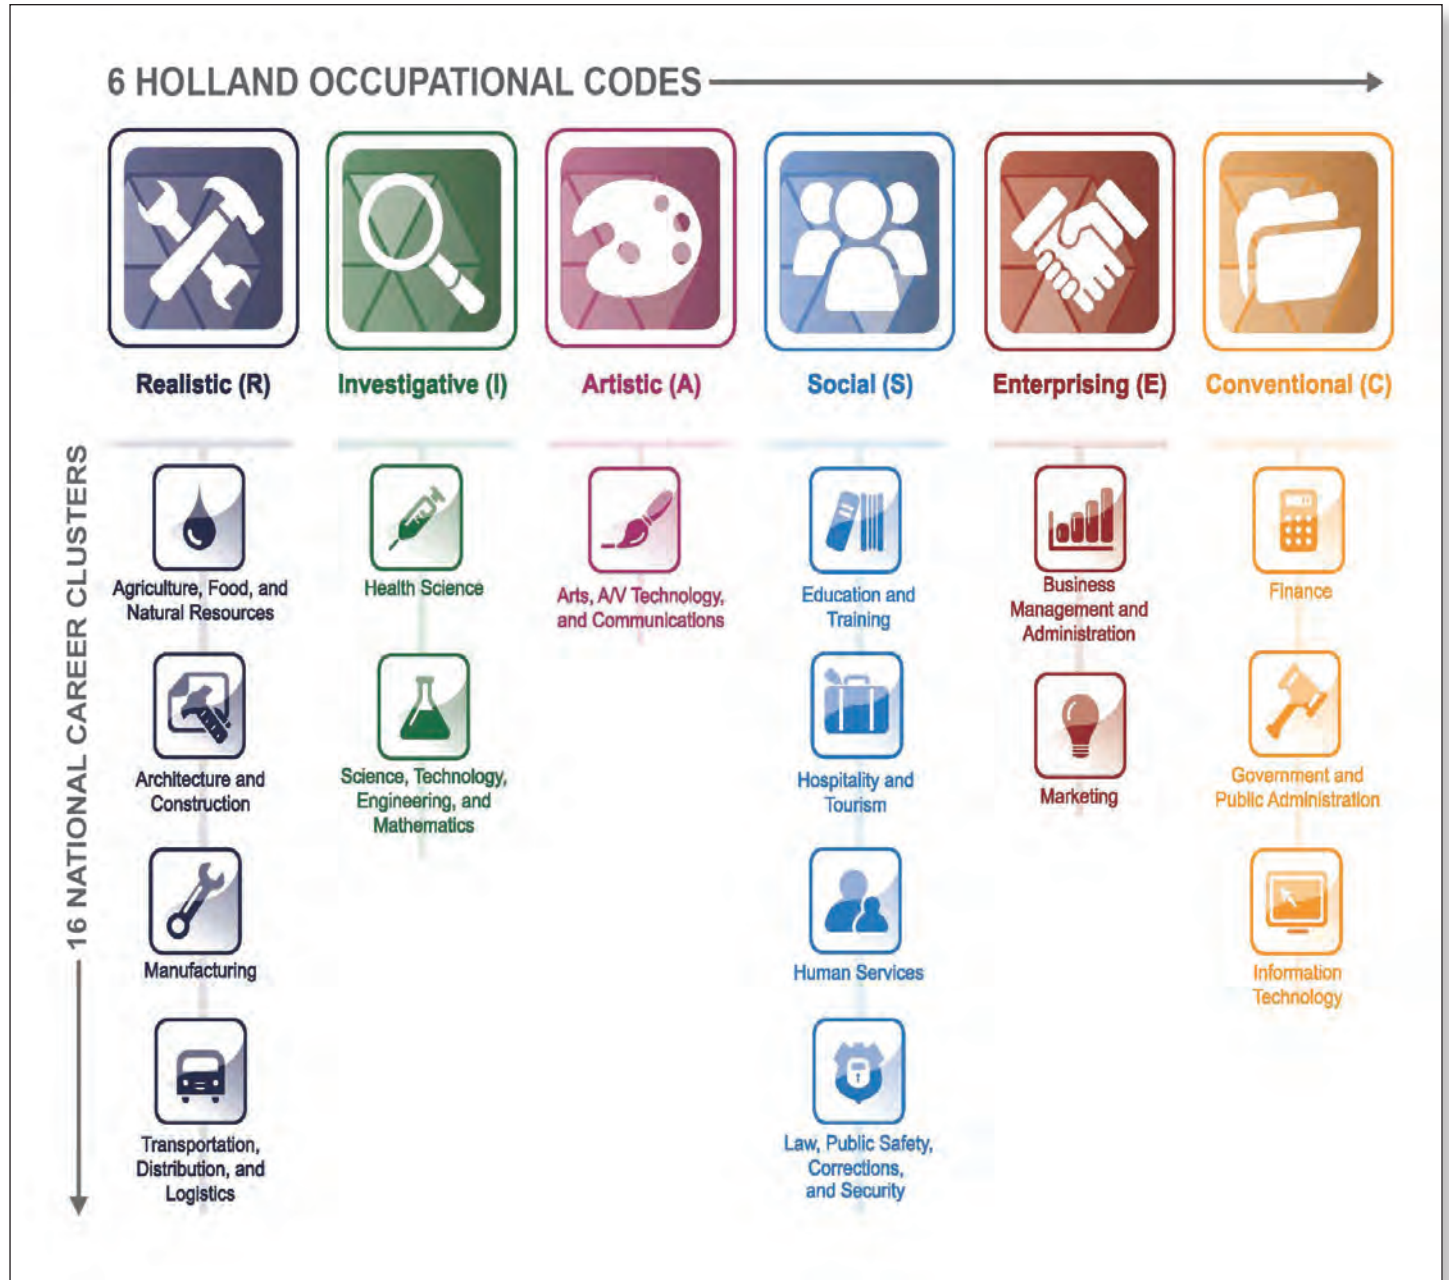 6 HOLLAND OCCUPATIONAL CODES
Realistic (R)
Investigative (I)
Artistic (A)
Social (S)
Enterprising (E)
Conventional (C)
16 NATIONAL CAREER CLUSTERS
Agriculture, Food, and
Natural Resources
Architecture and
Construction
Manufacturing
Transportation,
Distribution, and
Logistics
Health Science
Science, Technology,
Engineering, and
Mathematics
Arts, A/V Technology,
and Communications
Education and
Training
Hospitality and
Tourism
Human Services
Law, Public Safety,
Corrections,
and Security
Business
Management and
Administration
Marketing
Finance
Government and
Public Administration
Information
Technology